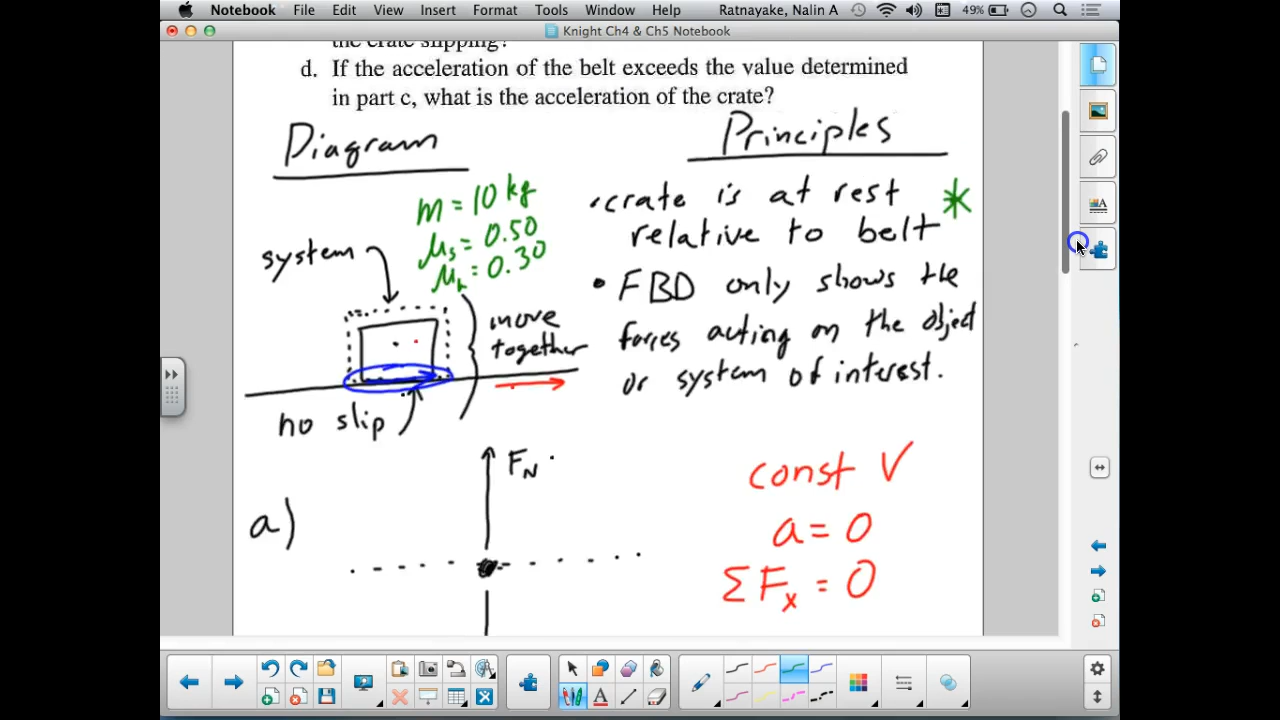 Notebook File Edit View Insert Format Tools Window Help Ratnayake, Nalin A 49%
Knight Ch4 & Ch5 Notebook
the crate slipping?
d. If the acceleration of the belt exceeds the value determined
in part c, what is the acceleration of the crate?
Diagram
Principles
m = 10 kg
μs = 0.50
μk = 0.30
system
• crate is at rest *
relative to belt
• FBD only shows the
forces acting on the object
or system of interest.
move
together
no slip
FN
a)
const V
a = 0
ΣFx = 0
A
A